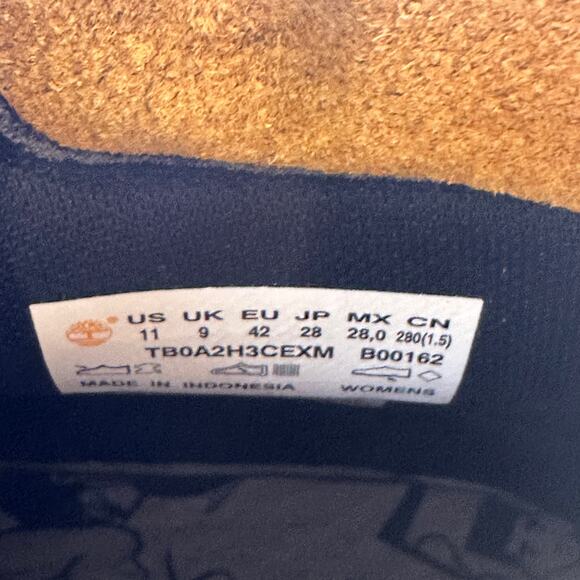 US UK EU JP MX CN
11 9 42 28 28,0 280(1.5)
TB0A2H3CEXM B00162
MADE IN INDONESIA WOMENS